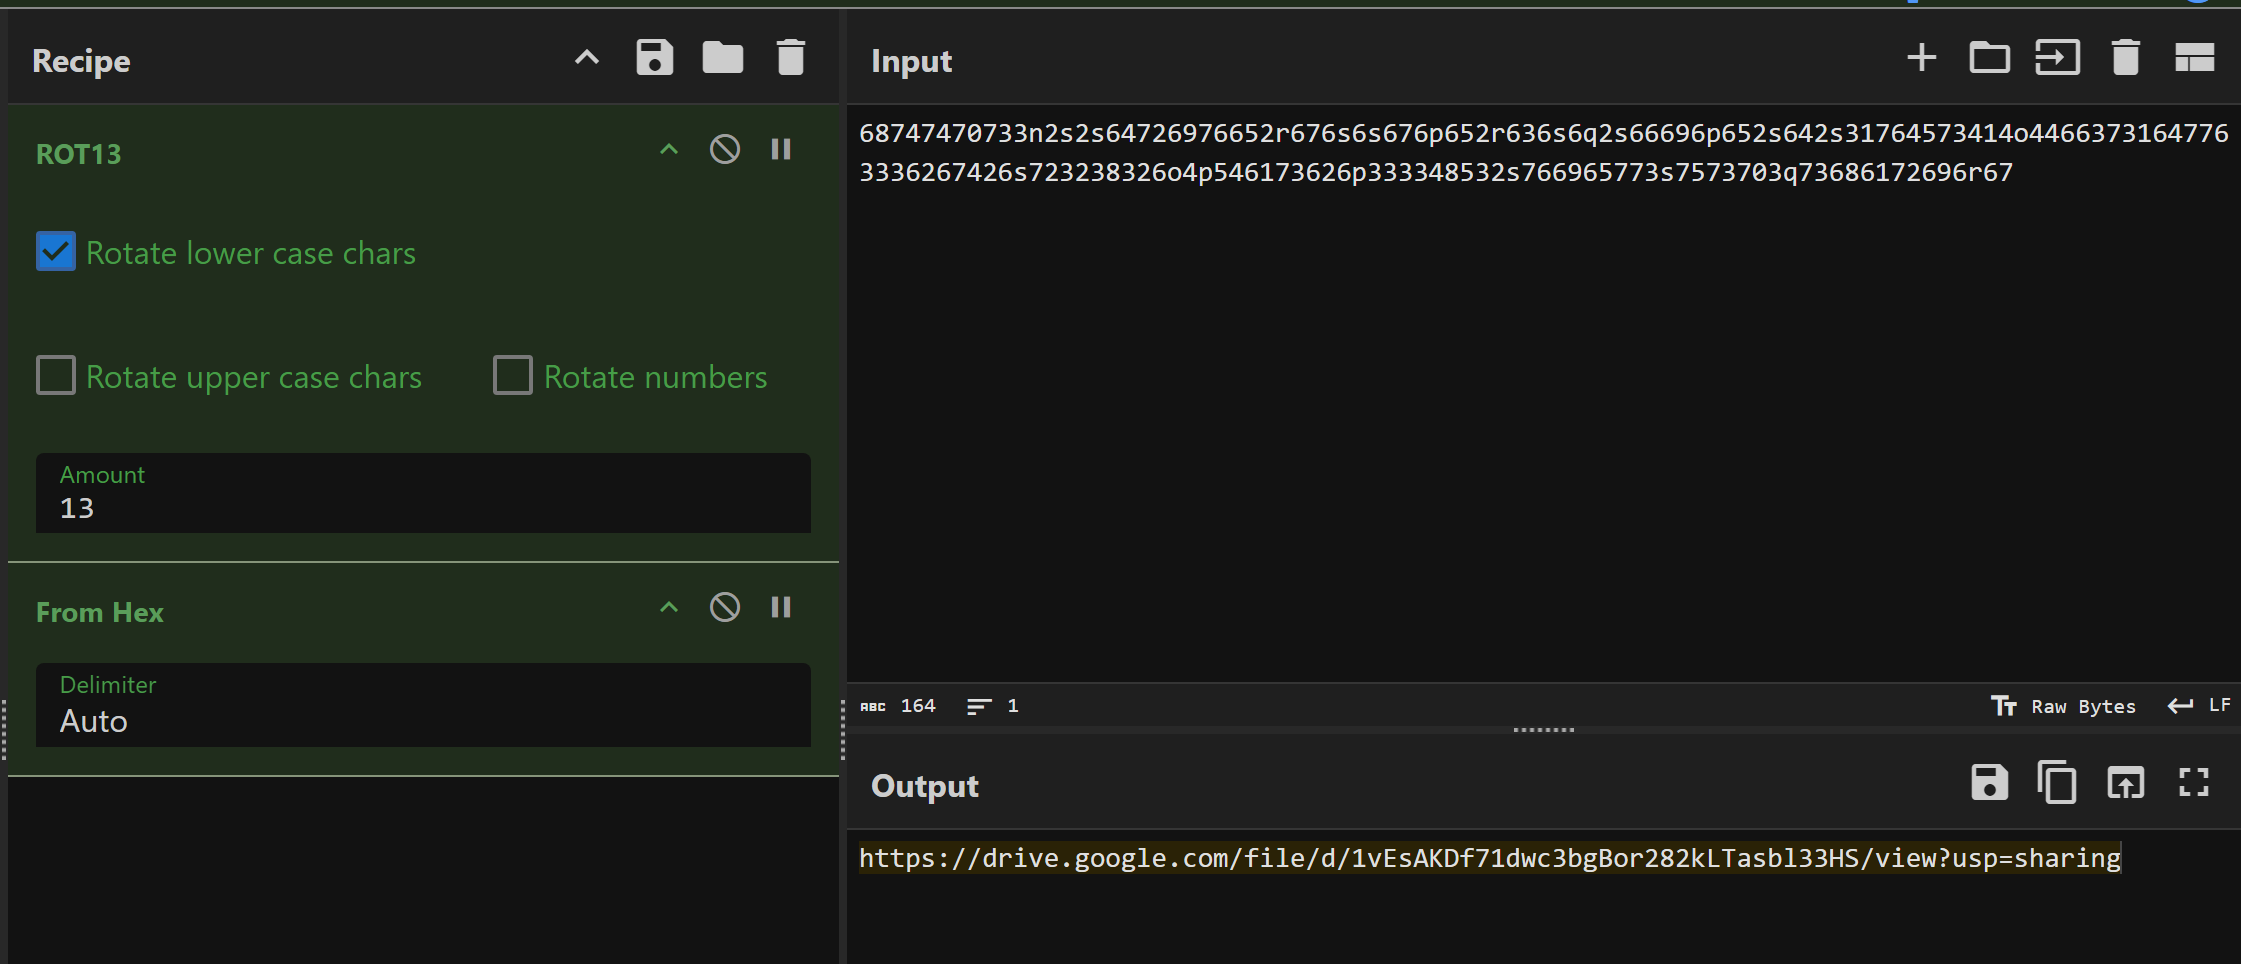 Recipe
ROT13
Rotate lower case chars
Rotate upper case chars
Rotate numbers
Amount
13
From Hex
Delimiter
Auto
Input
68747470733n2s2s64726976652r676s6s676p652r636s6q2s66696p652s642s31764573414o4466373164776
3336267426s723238326o4p546173626p333348532s766965773s7573703q73686172696r67
ABC 164
1
Raw Bytes
LF
Output
https://drive.google.com/file/d/1vEsAKDf71dwc3bgBor282kLTasbl33HS/view?usp=sharing